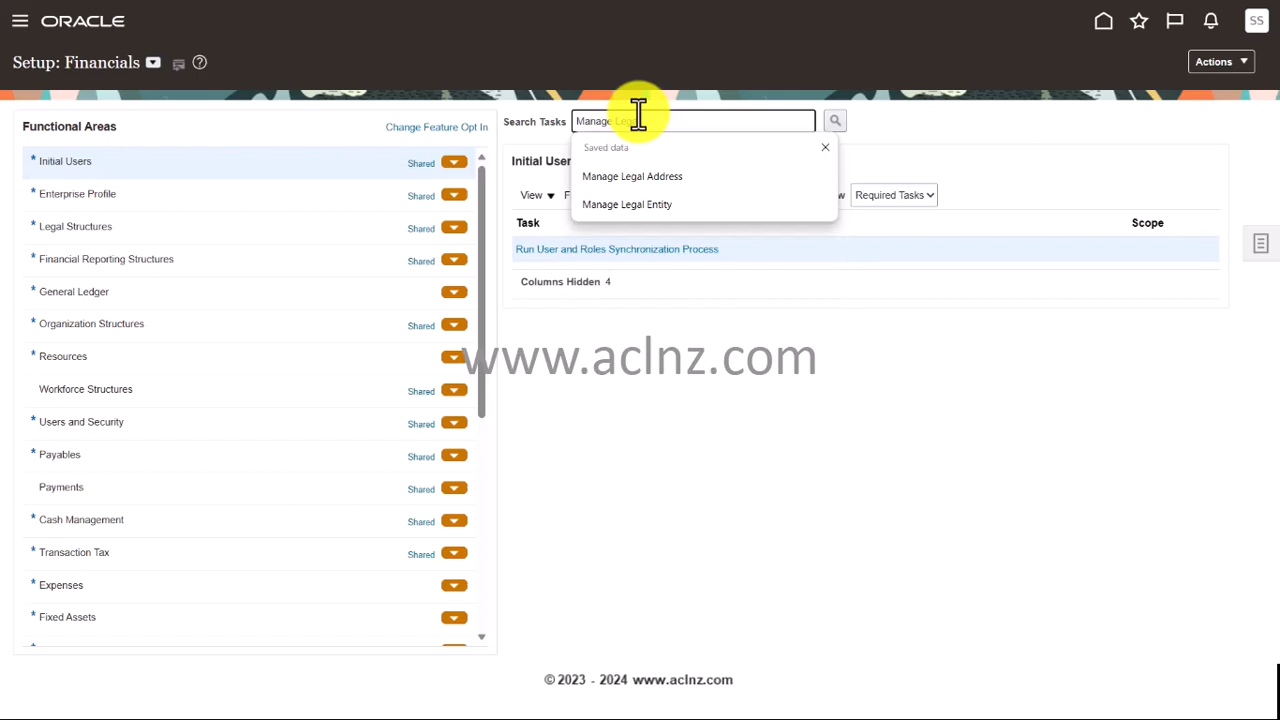 ORACLE
SS
Setup: Financials
Actions
Functional Areas
Change Feature Opt In
Search Tasks
Manage Lega
Saved data
Manage Legal Address
Manage Legal Entity
Initial User
View
F
Required Tasks
Task
Scope
Run User and Roles Synchronization Process
Columns Hidden 4
* Initial Users Shared
* Enterprise Profile Shared
* Legal Structures Shared
* Financial Reporting Structures Shared
* General Ledger
* Organization Structures Shared
* Resources
Workforce Structures Shared
* Users and Security Shared
* Payables Shared
Payments Shared
* Cash Management Shared
* Transaction Tax Shared
* Expenses
* Fixed Assets
www.aclnz.com
© 2023 - 2024 www.aclnz.com